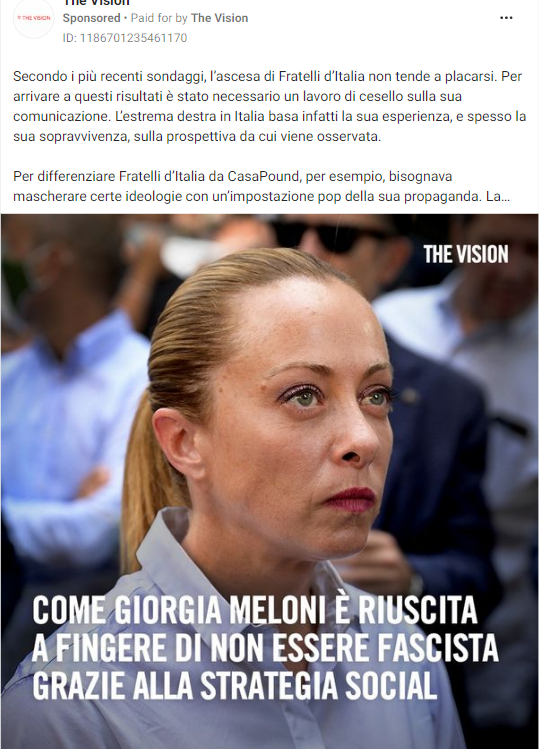 The Vision
THE VISION
Sponsored • Paid for by The Vision
ID: 1186701235461170
Secondo i più recenti sondaggi, l'ascesa di Fratelli d'Italia non tende a placarsi. Per
arrivare a questi risultati è stato necessario un lavoro di cesello sulla sua
comunicazione. L'estrema destra in Italia basa infatti la sua esperienza, e spesso la
sua sopravvivenza, sulla prospettiva da cui viene osservata.
Per differenziare Fratelli d'Italia da CasaPound, per esempio, bisognava
mascherare certe ideologie con un'impostazione pop della sua propaganda. La...
THE VISION
COME GIORGIA MELONI È RIUSCITA
A FINGERE DI NON ESSERE FASCISTA
GRAZIE ALLA STRATEGIA SOCIAL